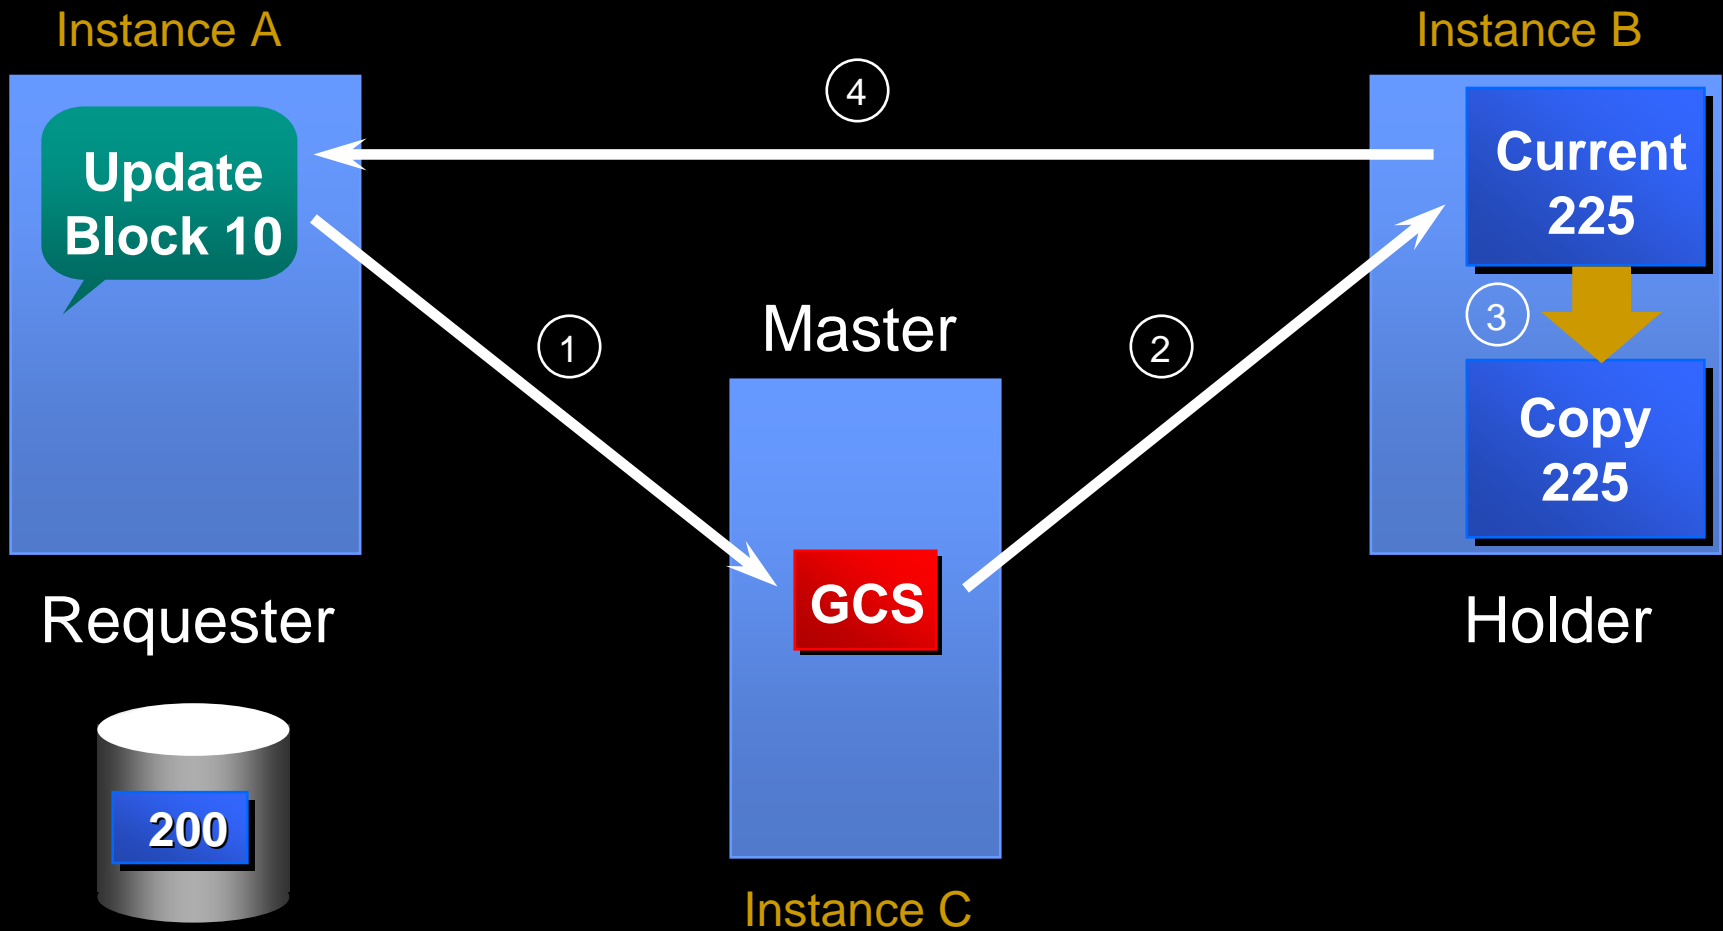 Instance A
Instance B
4
Update
Block 10
Current
225
1
Master
2
3
Copy
225
GCS
Requester
Holder
200
Instance C